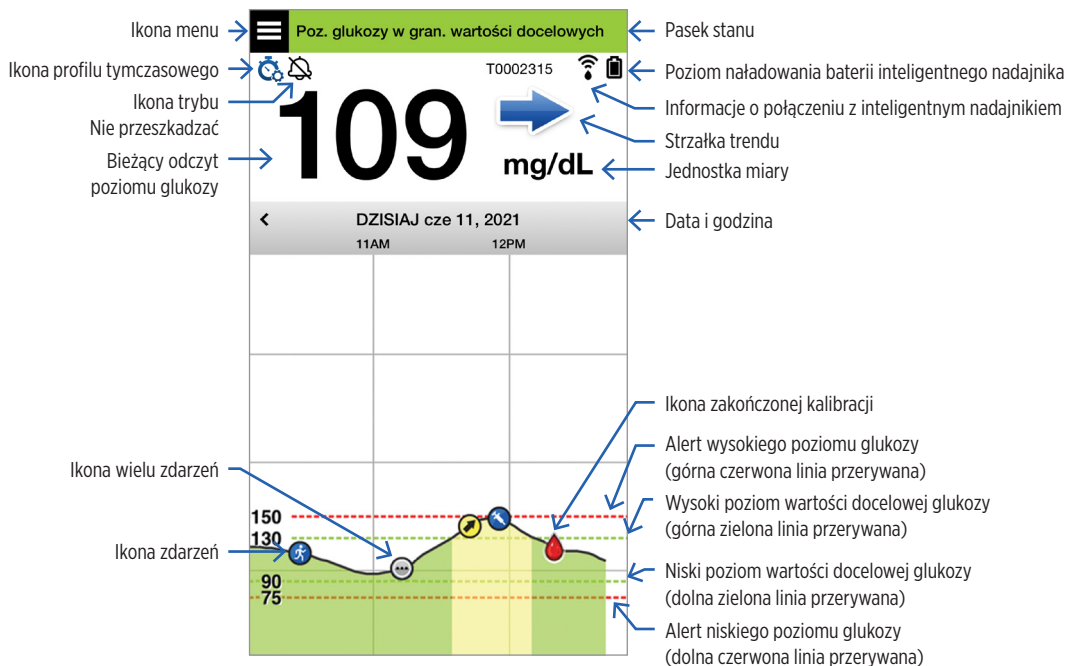 Ikona menu
Poz. glukozy w gran. wartości docelowych
Pasek stanu
Ikona profilu tymczasowego
T0002315
Poziom naładowania baterii inteligentnego nadajnika
Ikona trybu
Nie przeszkadzać
Informacje o połączeniu z inteligentnym nadajnikiem
109
Strzałka trendu
Bieżący odczyt
poziomu glukozy
mg/dL
Jednostka miary
DZISIAJ cze 11, 2021
Data i godzina
11AM 12PM
Ikona zakończonej kalibracji
Alert wysokiego poziomu glukozy
(górna czerwona linia przerywana)
Ikona wielu zdarzeń
Wysoki poziom wartości docelowej glukozy
(górna zielona linia przerywana)
150
130
Ikona zdarzeń
90
75
Niski poziom wartości docelowej glukozy
(dolna zielona linia przerywana)
Alert niskiego poziomu glukozy
(dolna czerwona linia przerywana)